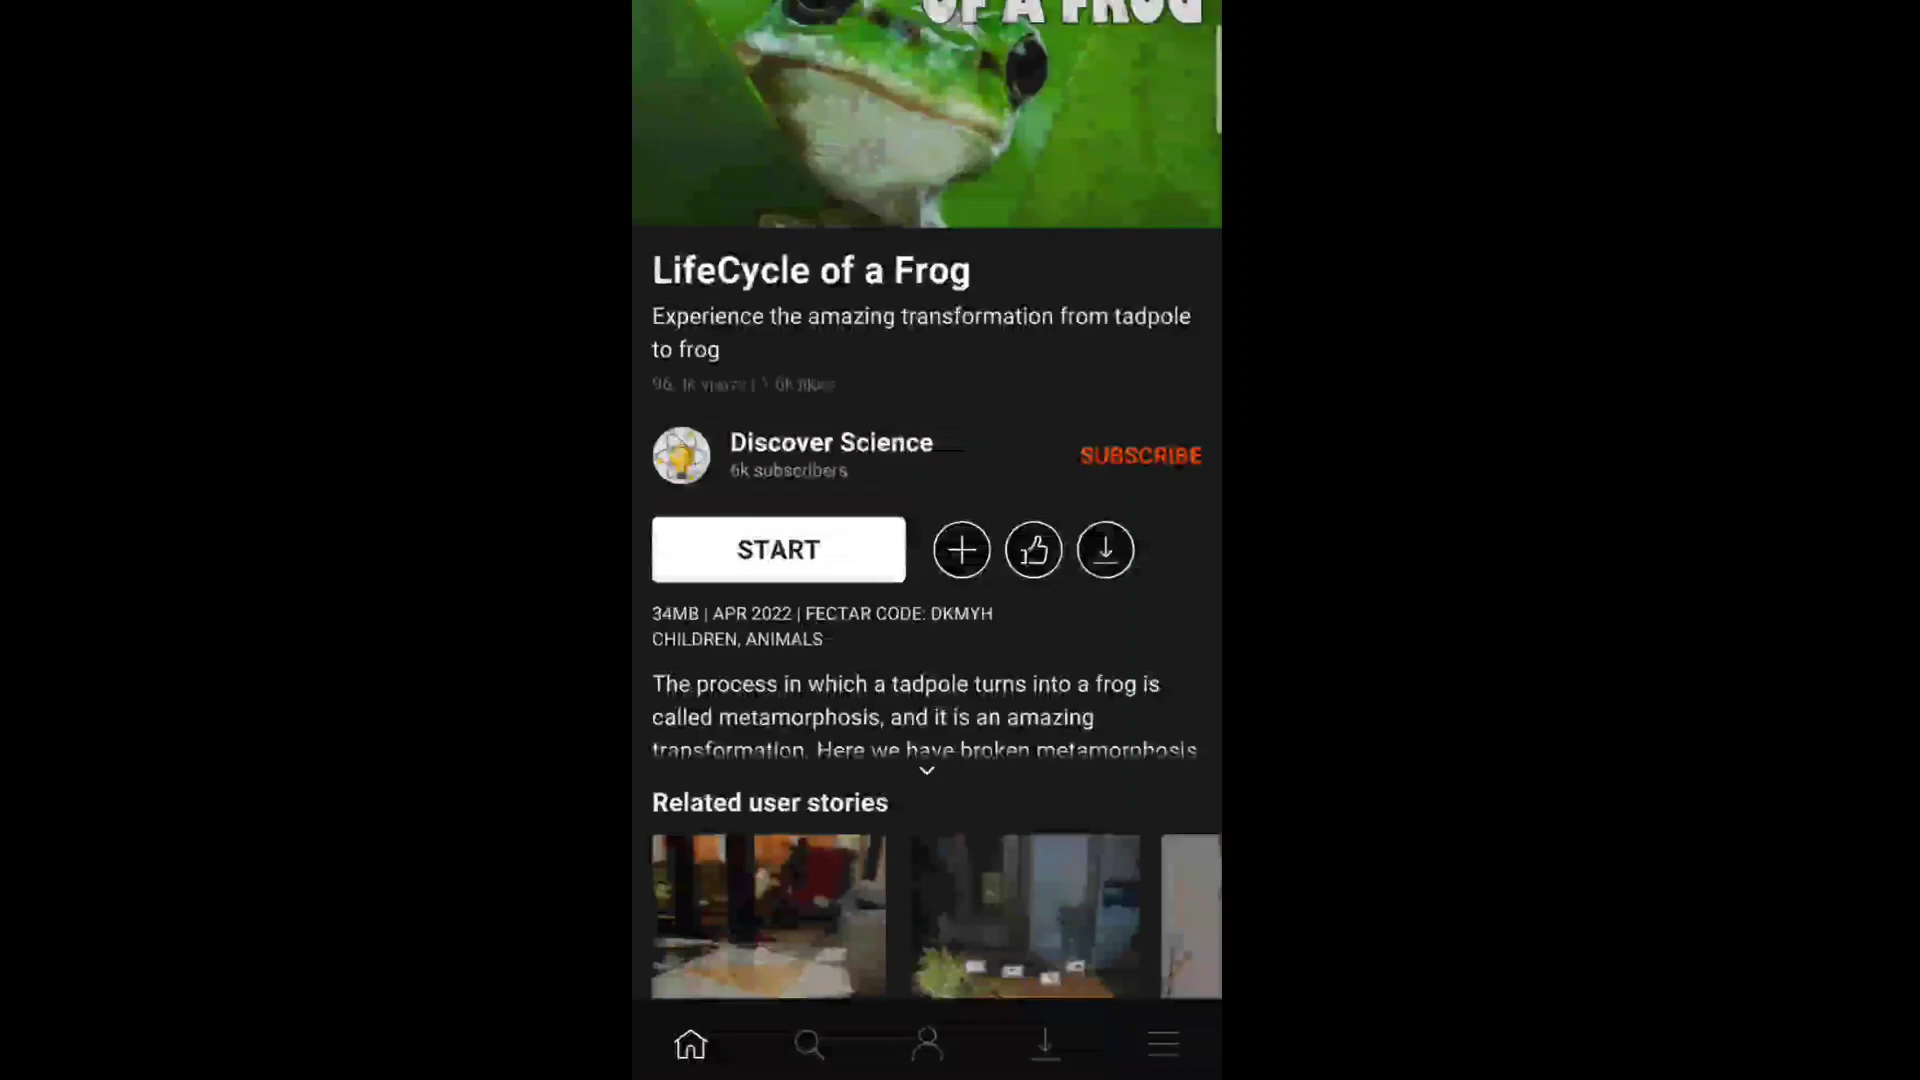 OF A FROG
LifeCycle of a Frog
Experience the amazing transformation from tadpole
to frog
Discover Science
6k subscribers
SUBSCRIBE
START
34MB | APR 2022 | FECTAR CODE: DKMYH
CHILDREN, ANIMALS
The process in which a tadpole turns into a frog is
called metamorphosis, and it is an amazing
transformation. Here we have broken metamorphosis
Related user stories